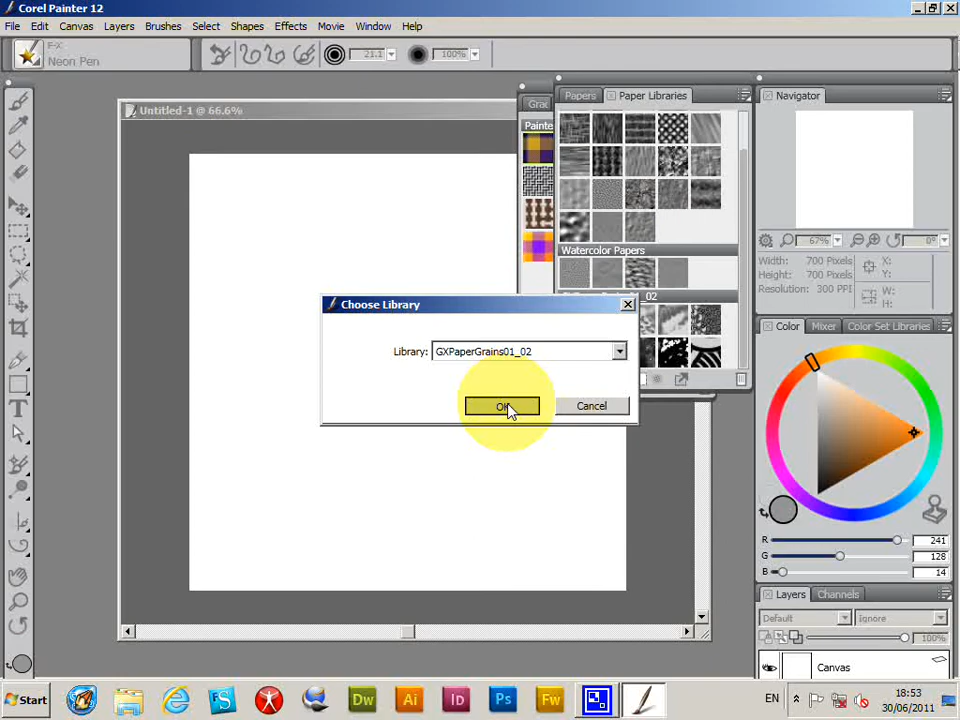 Corel Painter 12
File Edit Canvas Layers Brushes Select Shapes Effects Movie Window Help
F-X
Neon Pen
21.1
100%
Untitled-1 @ 66.6%
Papers
Paper Libraries
Navigator
Watercolor Papers
_02
67%
0°
Width: 700 Pixels
Height: 700 Pixels
Resolution: 300 PPI
X:
Y:
W:
H:
Choose Library
Library: GXPaperGrains01_02
Cancel
Color Mixer Color Set Libraries
R 241
G 128
B 14
Layers Channels
Default ignore
100%
Canvas
Start
Dw
Ai
Id
Ps
Fw
EN
18:53
30/06/2011